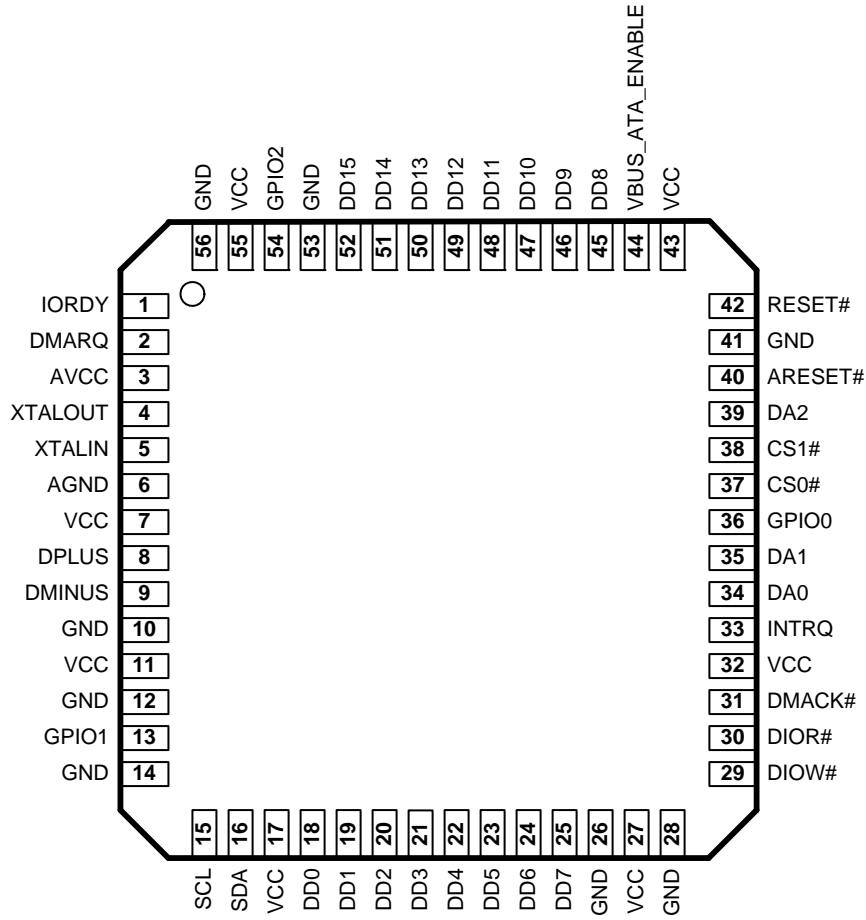 VBUS_ATA_ENABLE
GND
VCC
GPIO2
GND
DD15
DD14
DD13
DD12
DD11
DD10
DD9
DD8
VCC
56
55
54
53
52
51
50
49
48
47
46
45
44
43
IORDY 1
DMARQ 2
AVCC 3
XTALOUT 4
XTALIN 5
AGND 6
VCC 7
DPLUS 8
DMINUS 9
GND 10
VCC 11
GND 12
GPIO1 13
GND 14
42 RESET#
41 GND
40 ARESET#
39 DA2
38 CS1#
37 CS0#
36 GPIO0
35 DA1
34 DA0
33 INTRQ
32 VCC
31 DMACK#
30 DIOR#
29 DIOW#
15
16
17
18
19
20
21
22
23
24
25
26
27
28
SCL
SDA
VCC
DD0
DD1
DD2
DD3
DD4
DD5
DD6
DD7
GND
VCC
GND